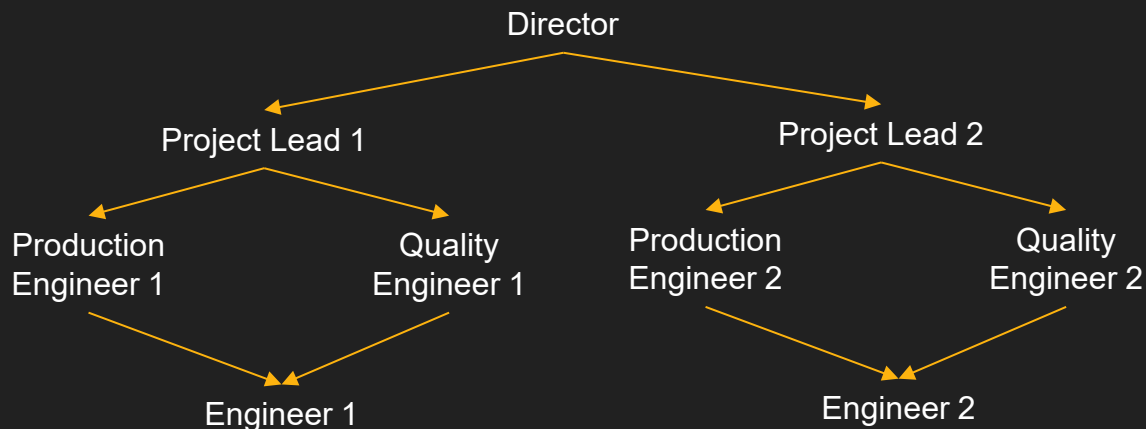 Director
Project Lead 1
Project Lead 2
Production
Engineer 1
Quality
Engineer 1
Production
Engineer 2
Quality
Engineer 2
Engineer 1
Engineer 2